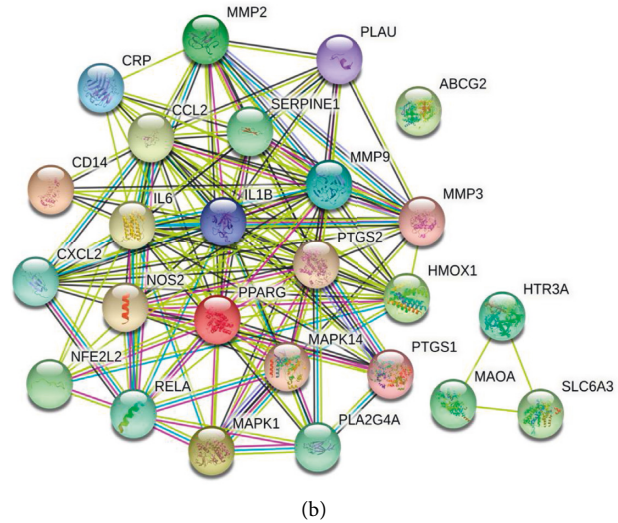 MMP2
PLAU
CRP
ABCG2
CCL2
SERPINE1
CD14
MMP9
IL6
IL1B
MMP3
PTGS2
CXCL2
NOS2
PPARG
HMOX1
HTR3A
NFE2L2
MAPK14
PTGS1
RELA
MAOA
SLC6A3
MAPK1
PLA2G4A
(b)